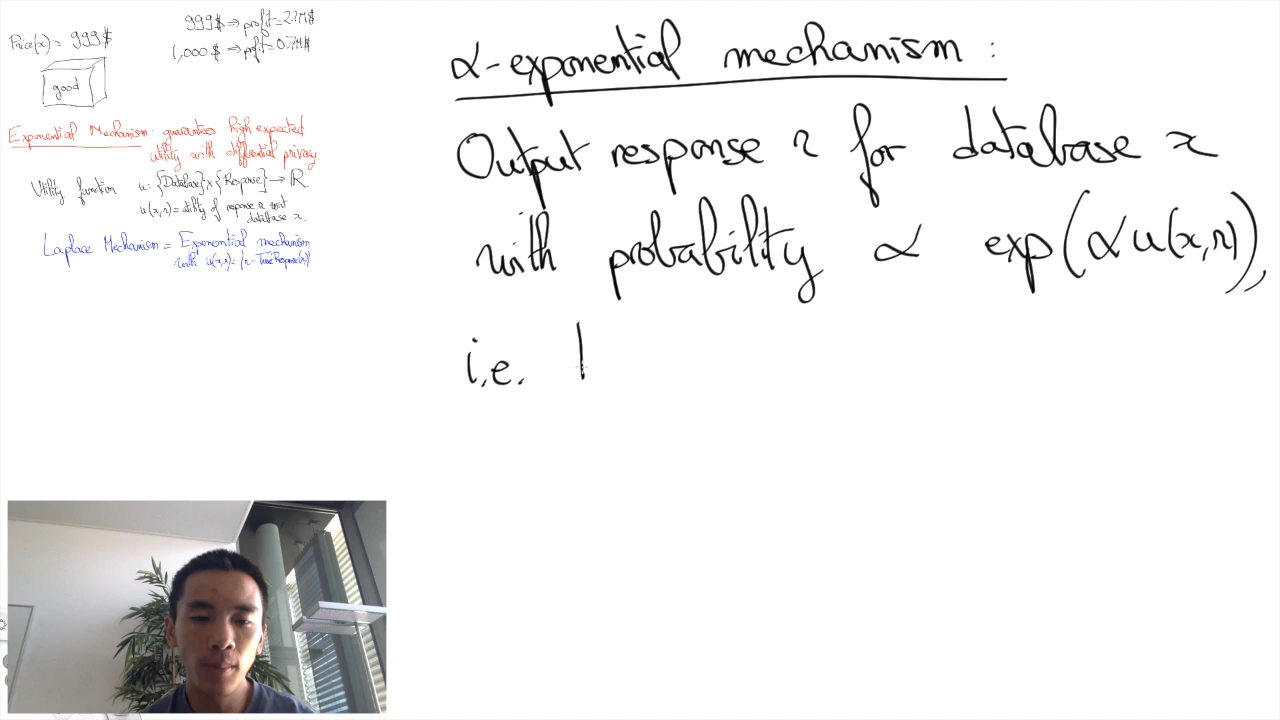 Price(x) = 999$
good
999$ ⇒ profit = 2.1M$
1,000$ ⇒ pofit = 0.7M$
Exponential Mechanism: guarantees high expected
utility with differential privacy
Utility function u: {Database} x {Response} → ℝ
u(x,r) = utility of response r wrt
database x.
Laplace Mechanism = Exponential mechanism
with u(x,r) = |r - TrueResponse(x)|
α-exponential mechanism:
Output response r for database x
with probability ∝ exp(αu(x,r)),
i.e.